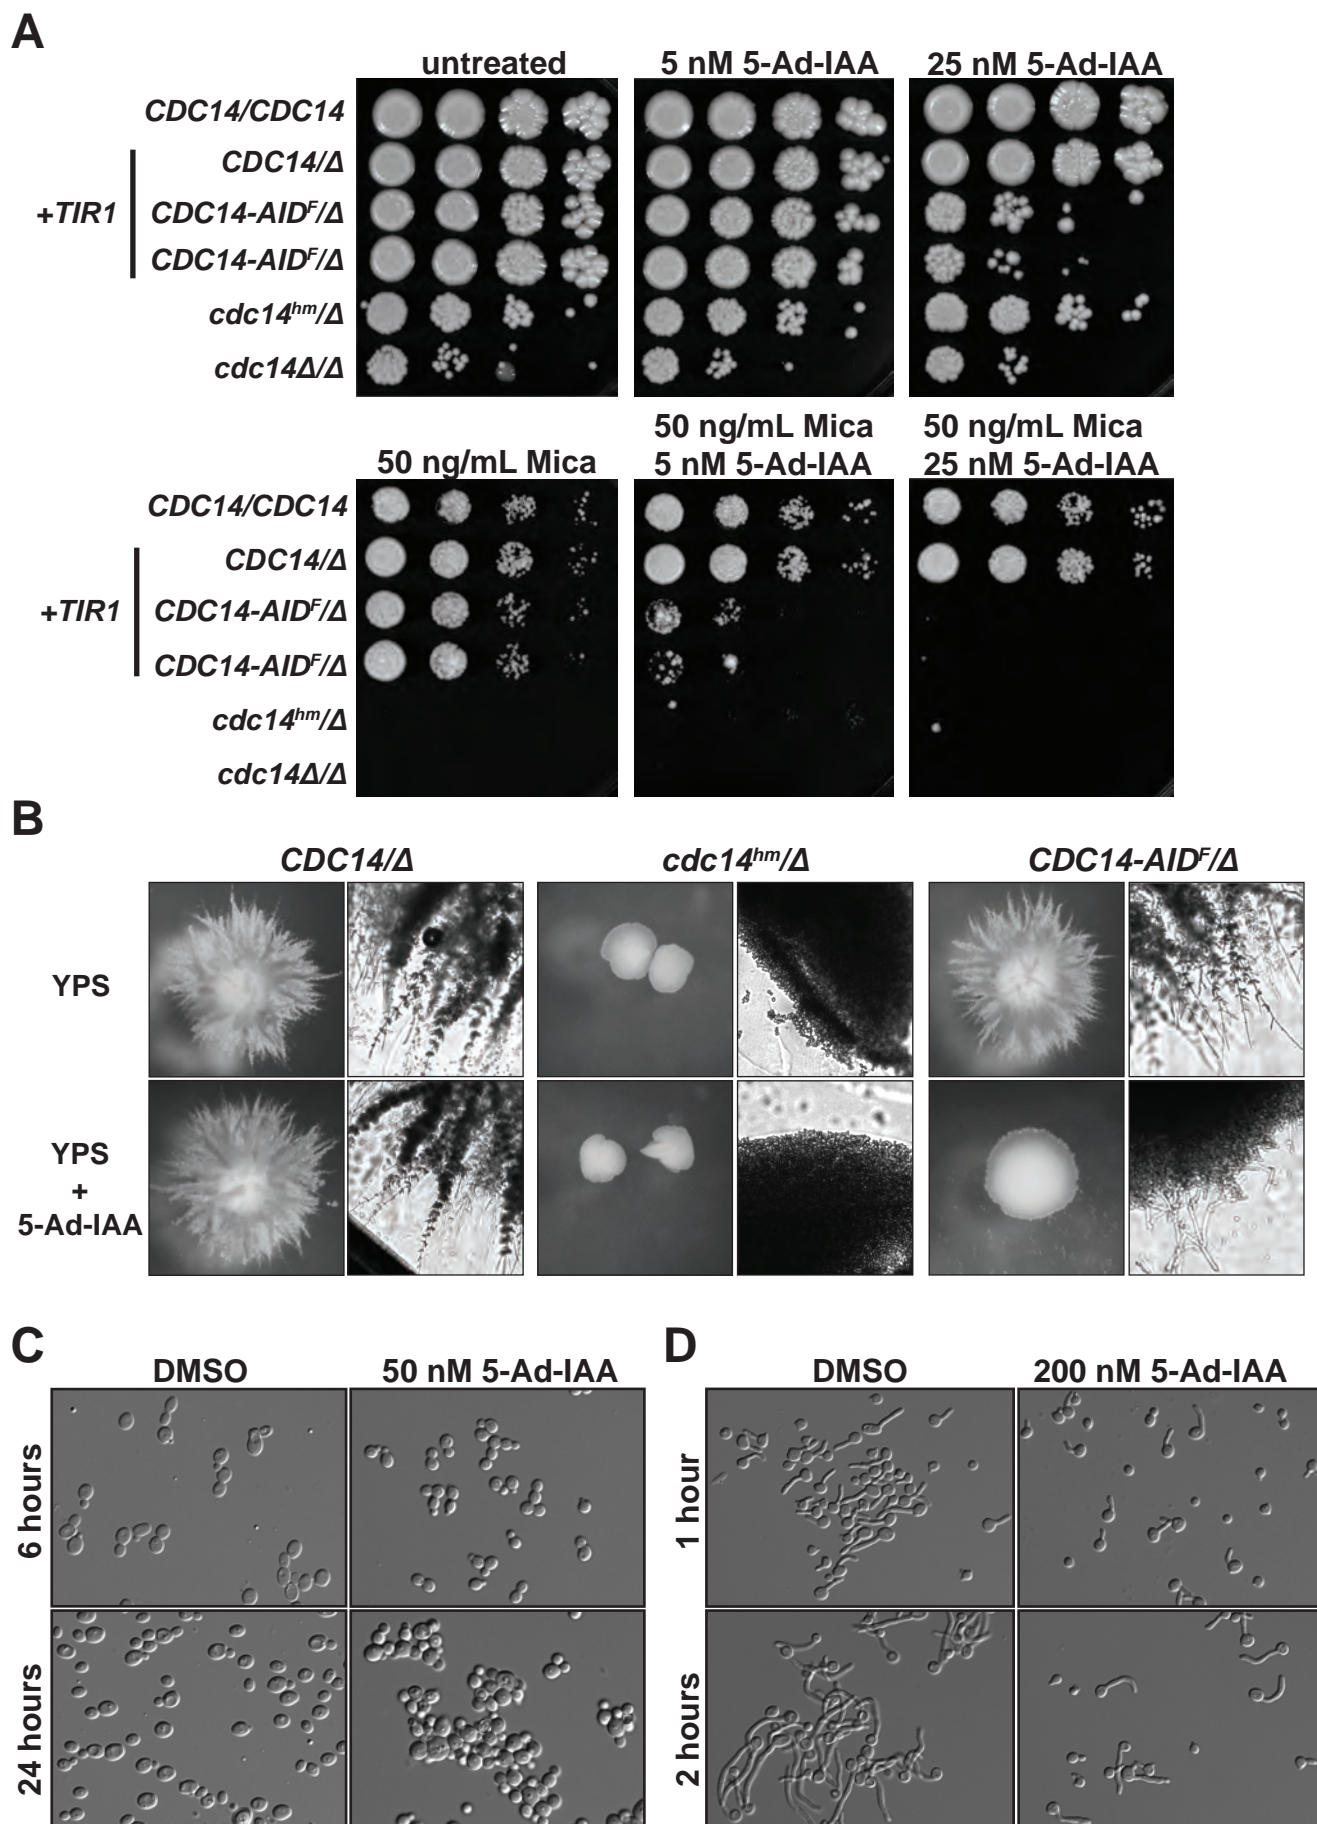 A
untreated
5 nM 5-Ad-IAA
25 nM 5-Ad-IAA
CDC14/CDC14
CDC14/Δ
+TIR1
CDC14-AIDᶠ/Δ
CDC14-AIDᶠ/Δ
cdc14ʰᵐ/Δ
cdc14Δ/Δ
50 ng/mL Mica
50 ng/mL Mica
5 nM 5-Ad-IAA
50 ng/mL Mica
25 nM 5-Ad-IAA
CDC14/CDC14
CDC14/Δ
+TIR1
CDC14-AIDᶠ/Δ
CDC14-AIDᶠ/Δ
cdc14ʰᵐ/Δ
cdc14Δ/Δ
B
CDC14/Δ
cdc14ʰᵐ/Δ
CDC14-AIDᶠ/Δ
YPS
YPS
+
5-Ad-IAA
C
DMSO
50 nM 5-Ad-IAA
6 hours
24 hours
D
DMSO
200 nM 5-Ad-IAA
1 hour
2 hours